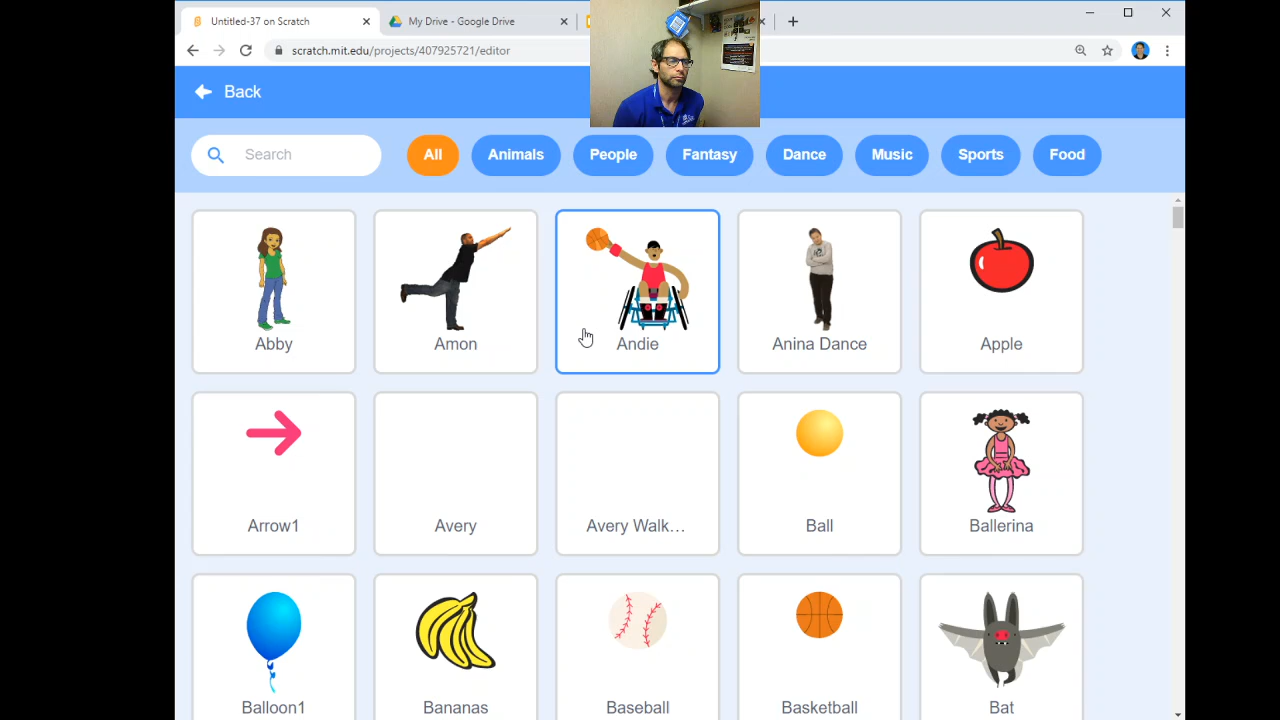 Untitled-37 on Scratch
My Drive - Google Drive
scratch.mit.edu/projects/407925721/editor
Back
Search
All
Animals
People
Fantasy
Dance
Music
Sports
Food
Abby
Amon
Andie
Anina Dance
Apple
Arrow1
Avery
Avery Walk...
Ball
Ballerina
Balloon1
Bananas
Baseball
Basketball
Bat